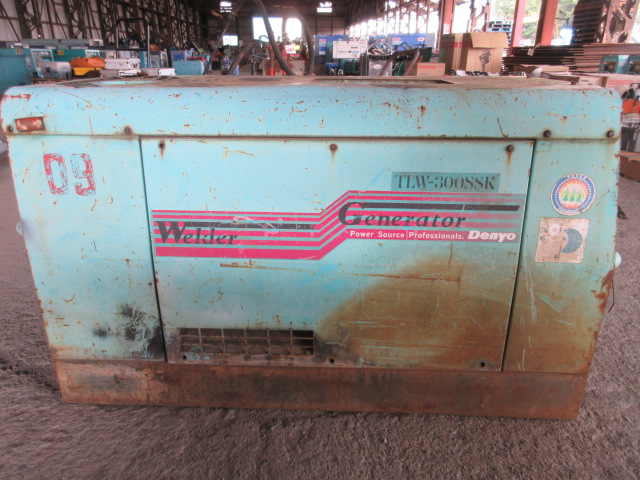 09
TLW-300SSK
Welder Generator
Power Source Professionals. Denyo